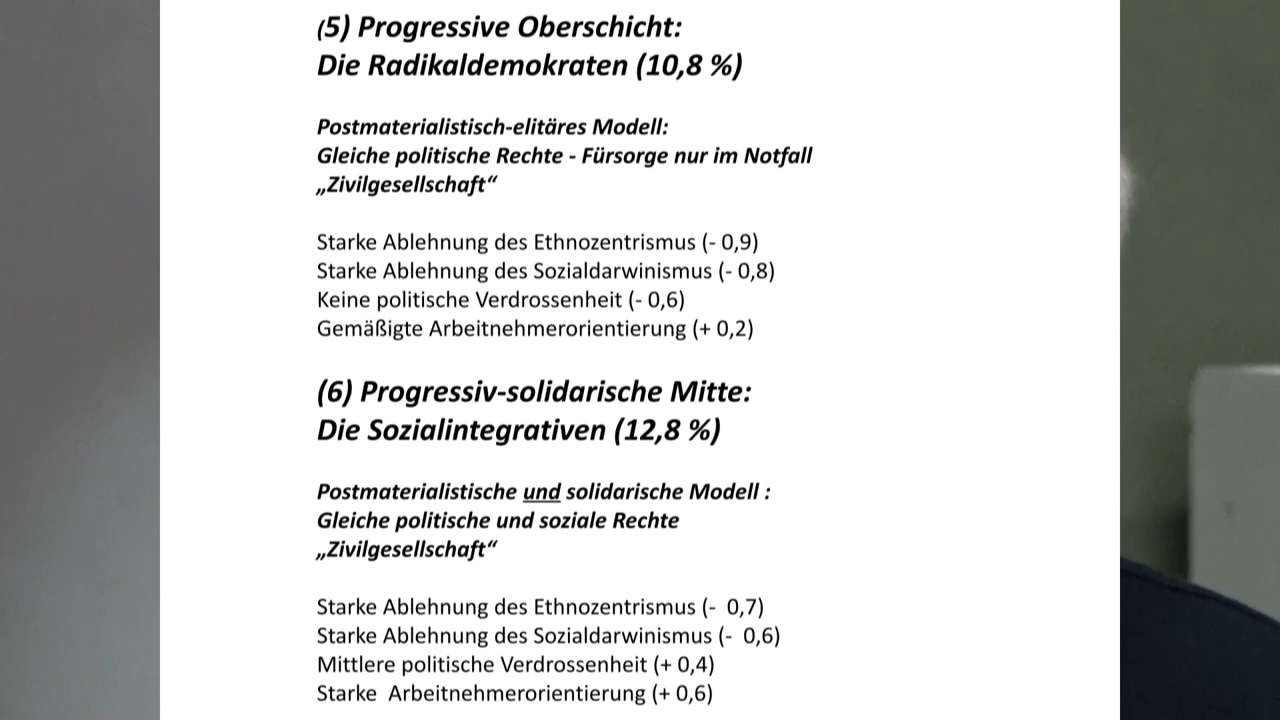 (5) Progressive Oberschicht:
Die Radikaldemokraten (10,8 %)
Postmaterialistisch-elitäres Modell:
Gleiche politische Rechte - Fürsorge nur im Notfall
„Zivilgesellschaft“
Starke Ablehnung des Ethnozentrismus (- 0,9)
Starke Ablehnung des Sozialdarwinismus (- 0,8)
Keine politische Verdrossenheit (- 0,6)
Gemäßigte Arbeitnehmerorientierung (+ 0,2)
(6) Progressiv-solidarische Mitte:
Die Sozialintegrativen (12,8 %)
Postmaterialistische und solidarische Modell :
Gleiche politische und soziale Rechte
„Zivilgesellschaft“
Starke Ablehnung des Ethnozentrismus (-  0,7)
Starke Ablehnung des Sozialdarwinismus (-  0,6)
Mittlere politische Verdrossenheit (+ 0,4)
Starke  Arbeitnehmerorientierung (+ 0,6)